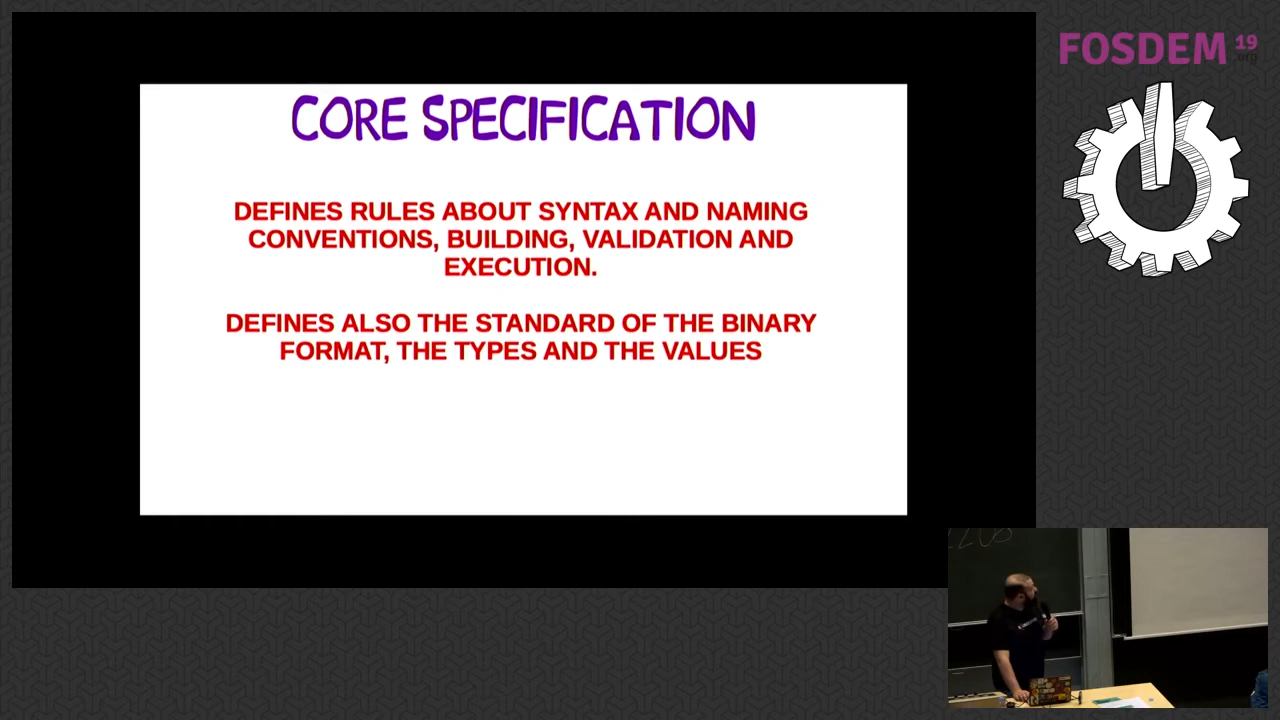 FOSDEM 19
.org
CORE SPECIFICATION
DEFINES RULES ABOUT SYNTAX AND NAMING
CONVENTIONS, BUILDING, VALIDATION AND
EXECUTION.
DEFINES ALSO THE STANDARD OF THE BINARY
FORMAT, THE TYPES AND THE VALUES